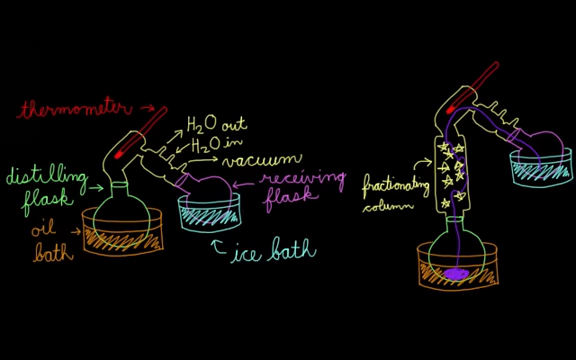 thermometer
H2O out
H2O in
vacuum
distilling
flask
receiving
flask
oil
bath
ice bath
fractionating
column